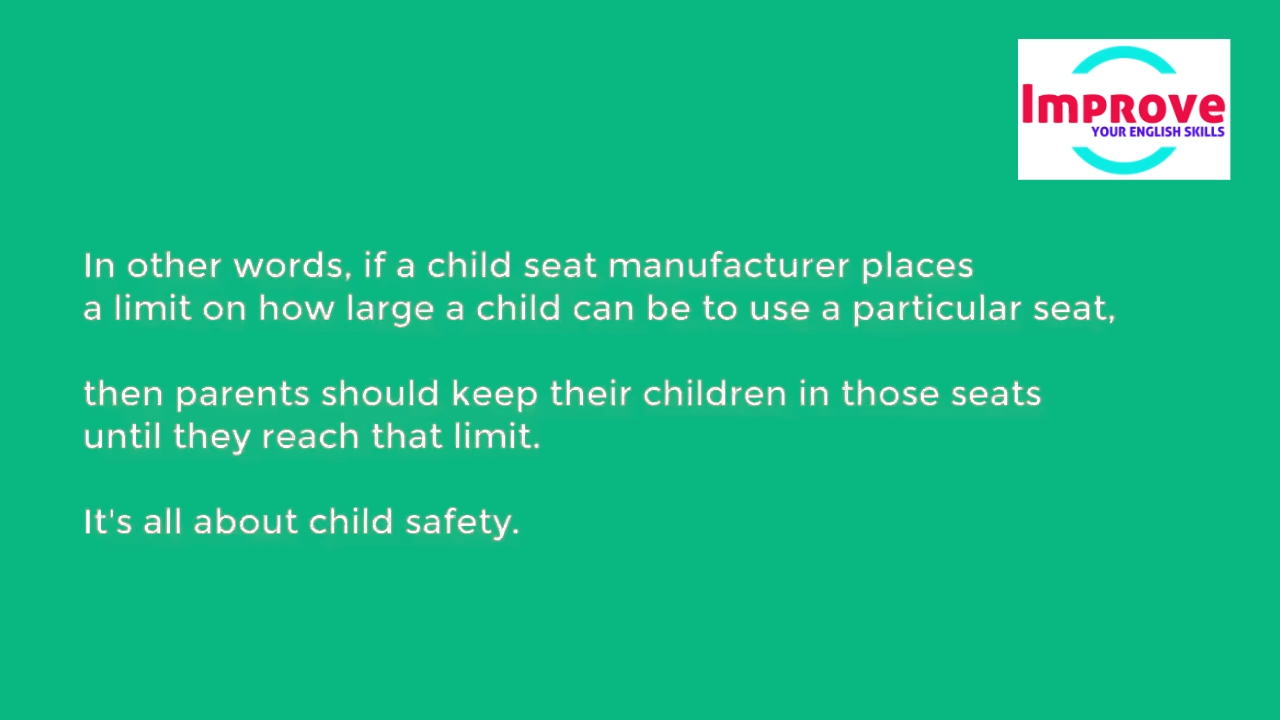 Improve
YOUR ENGLISH SKILLS
In other words, if a child seat manufacturer places
a limit on how large a child can be to use a particular seat,
then parents should keep their children in those seats
until they reach that limit.
It's all about child safety.